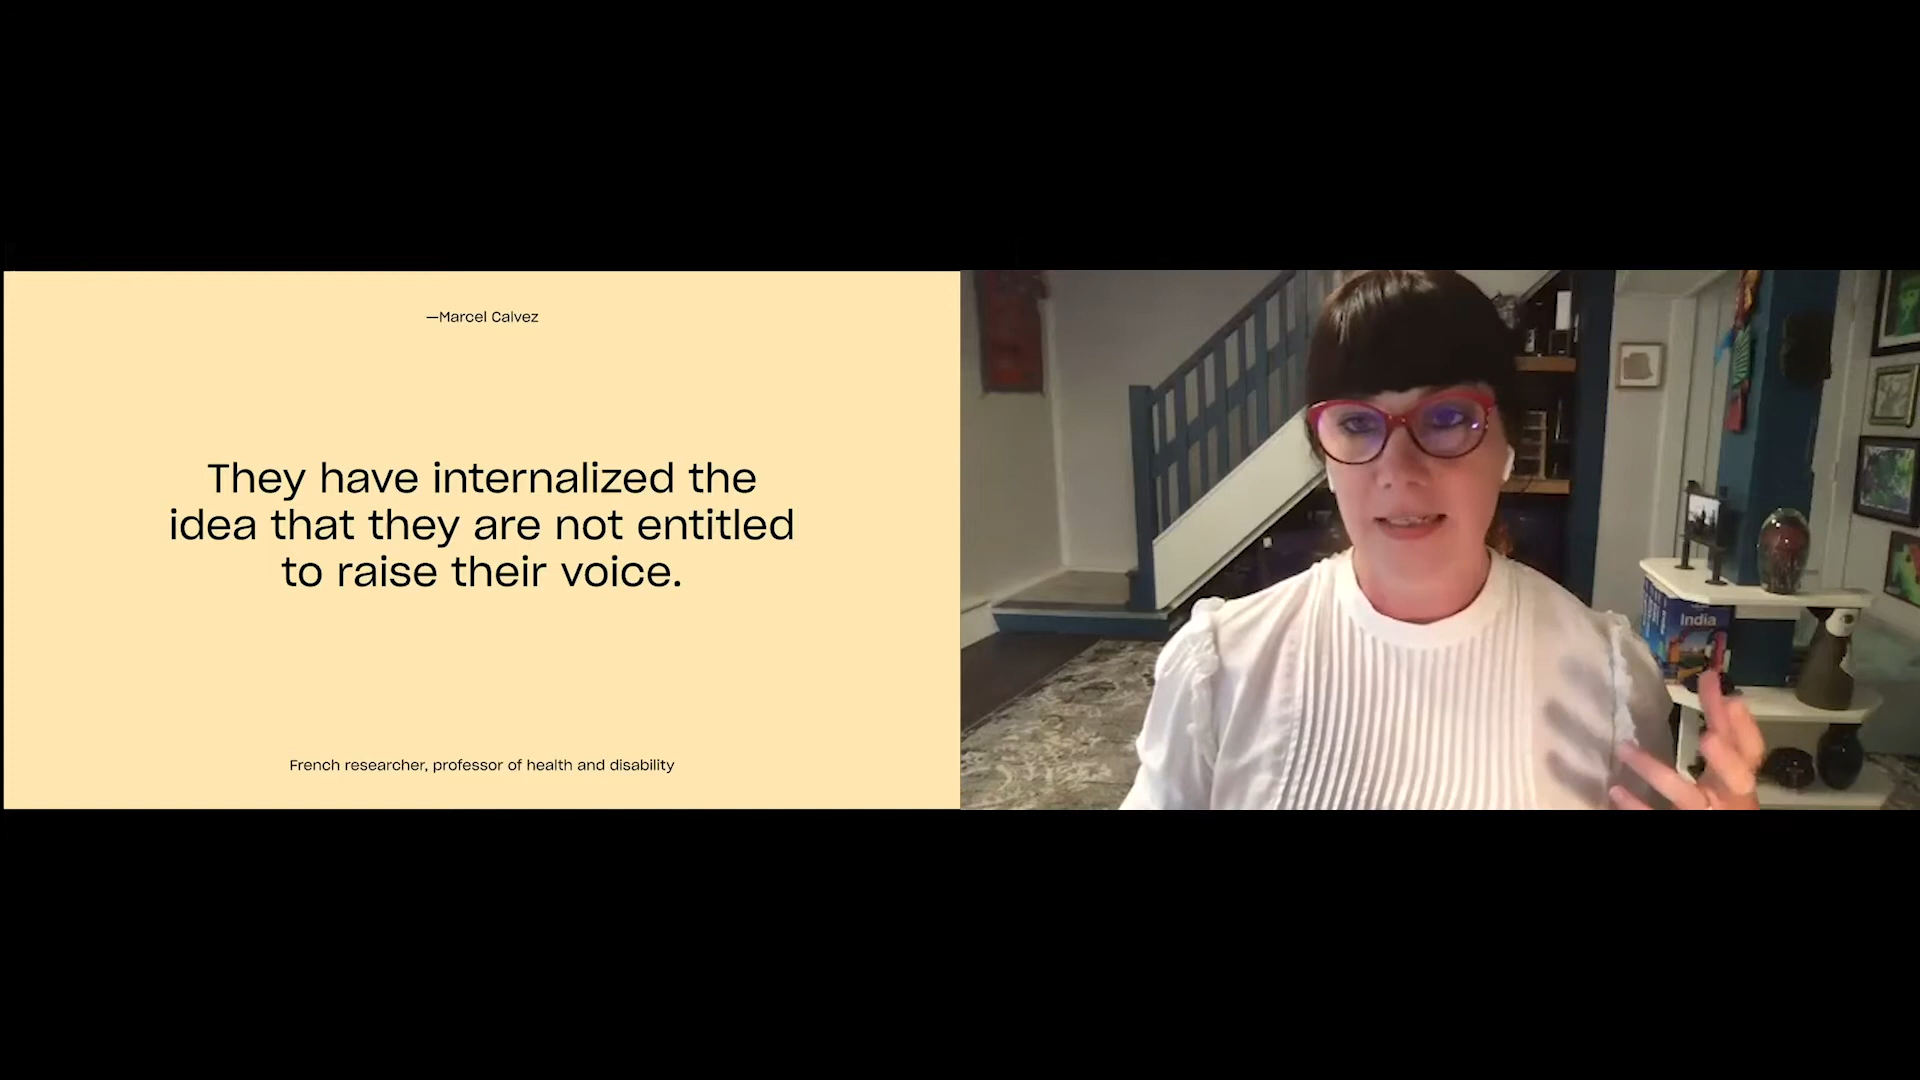 —Marcel Calvez
They have internalized the
idea that they are not entitled
to raise their voice.
French researcher, professor of health and disability
India